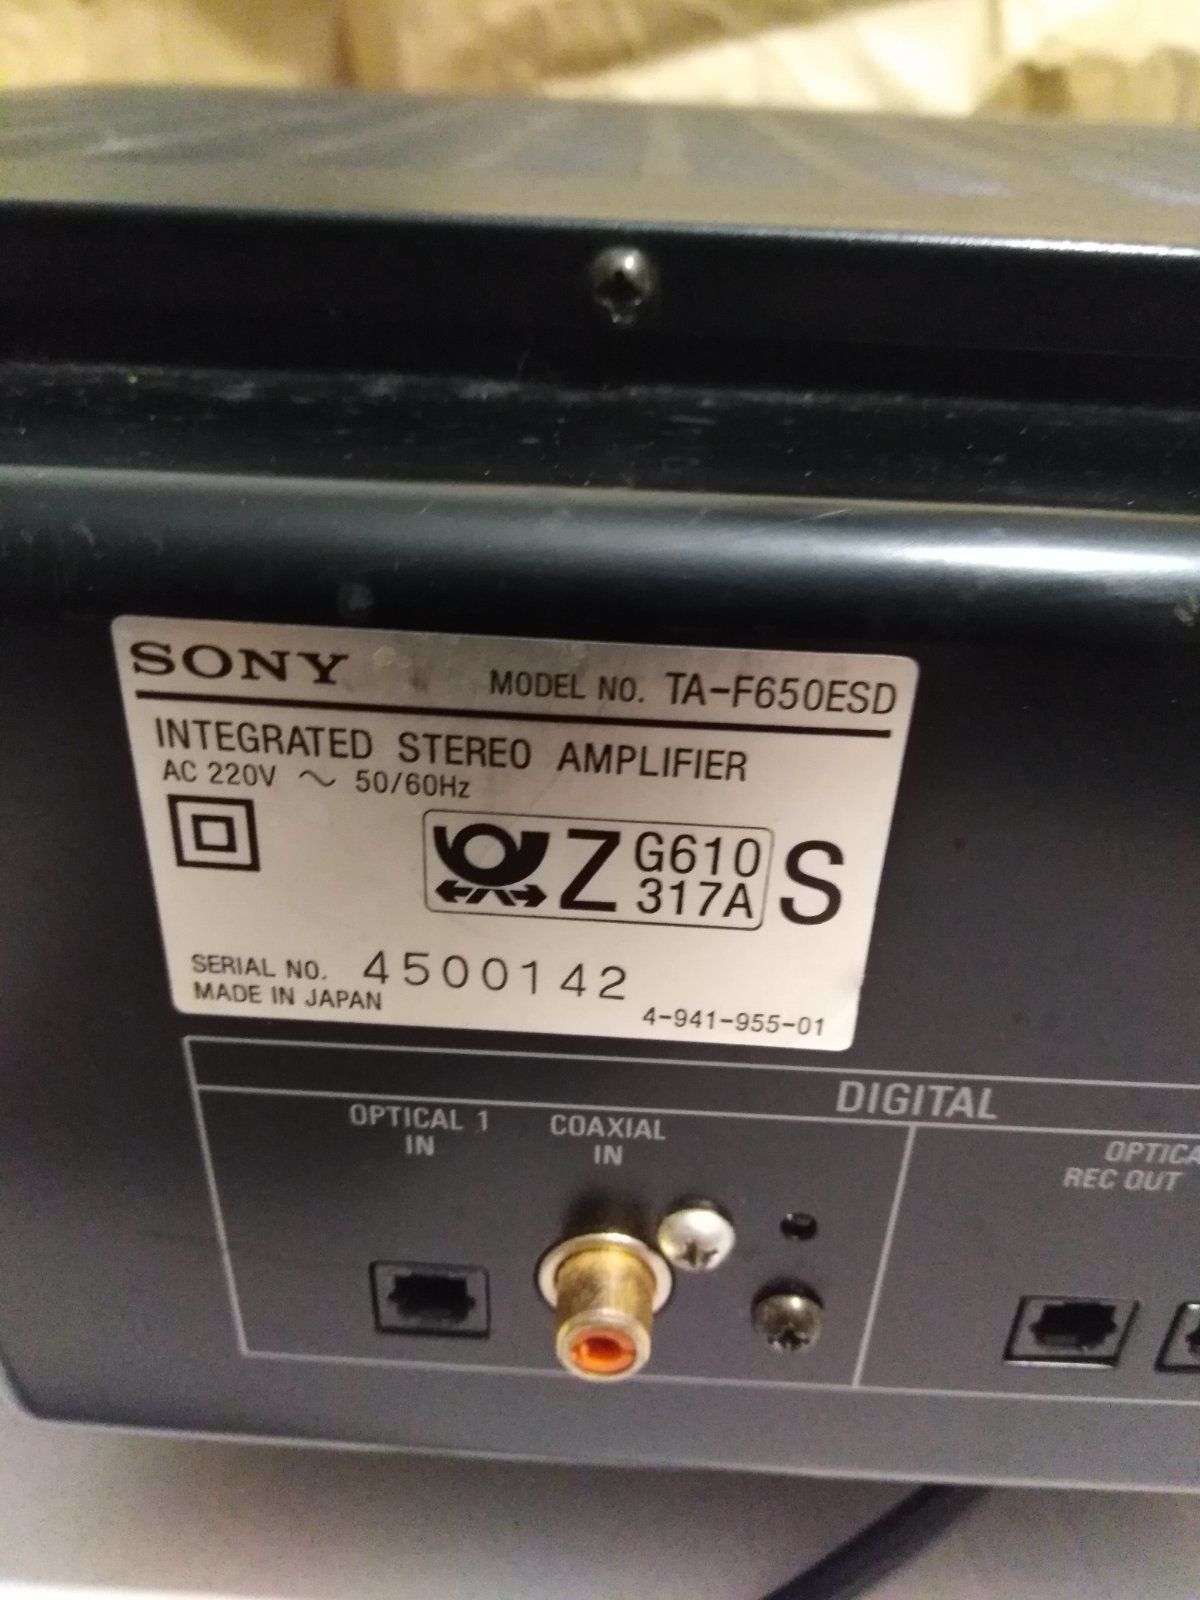 SONY MODEL NO. TA-F650ESD
INTEGRATED STEREO AMPLIFIER
AC 220V ~ 50/60Hz
Z G610 317A S
SERIAL NO. 4500142
MADE IN JAPAN
4-941-955-01
DIGITAL
OPTICAL 1
IN
COAXIAL
IN
REC OUT